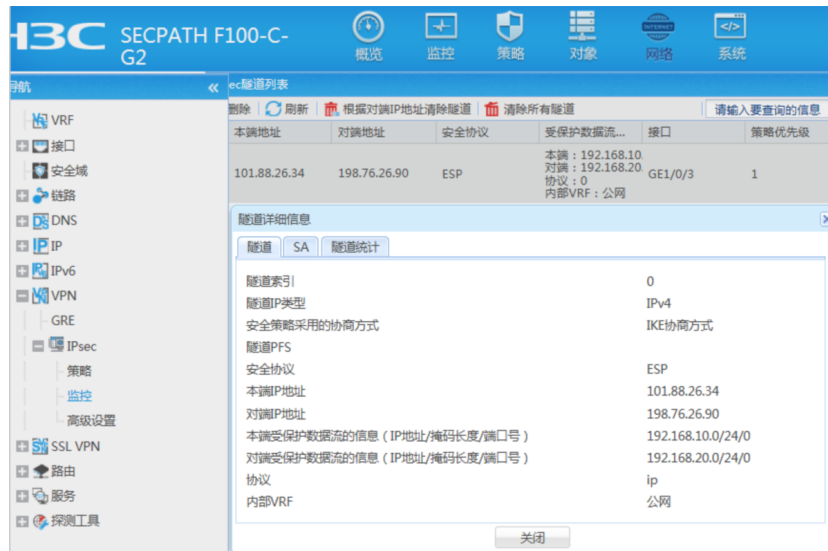 H3C SECPATH F100-C-G2
概览 监控 策略 对象 网络 系统
导航 «
VRF
接口
安全域
链路
DNS
IP
IPv6
VPN
GRE
IPsec
策略
监控
高级设置
SSL VPN
路由
服务
探测工具
ec隧道列表
删除 刷新 根据对端IP地址清除隧道 清除所有隧道 请输入要查询的信息
本端地址 对端地址 安全协议 受保护数据流... 接口 策略优先级
101.88.26.34 198.76.26.90 ESP 本端：192.168.10. GE1/0/3 1
对端：192.168.20.
协议：0
内部VRF：公网
隧道详细信息
隧道 SA 隧道统计
隧道索引 0
隧道IP类型 IPv4
安全策略采用的协商方式 IKE协商方式
隧道PFS
安全协议 ESP
本端IP地址 101.88.26.34
对端IP地址 198.76.26.90
本端受保护数据流的信息（IP地址/掩码长度/端口号） 192.168.10.0/24/0
对端受保护数据流的信息（IP地址/掩码长度/端口号） 192.168.20.0/24/0
协议 ip
内部VRF 公网
关闭